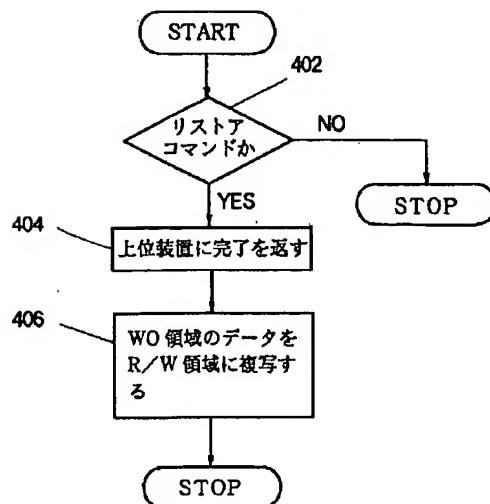 START
402
リストア
コマンドか
NO
STOP
YES
404
上位装置に完了を返す
406
WO 領域のデータを
R/W 領域に複写す
る
STOP